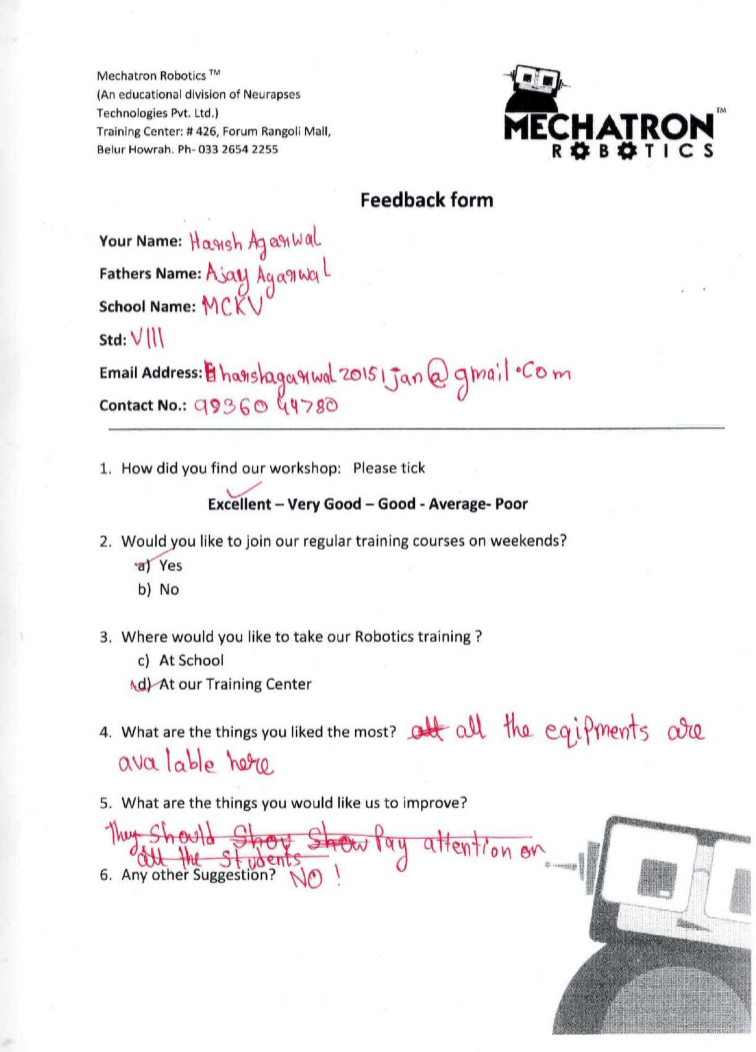 Mechatron Robotics ™
(An educational division of Neurapses
Technologies Pvt. Ltd.)
Training Center: # 426, Forum Rangoli Mall,
Belur Howrah. Ph- 033 2654 2255
MECHATRON™
ROBOTICS
Feedback form
Your Name: Harish Agarwal
Fathers Name: Ajay Agarwal
School Name: MCKV
Std: VIII
Email Address: harshagarwal20151jan@gmail.com
Contact No.: 9936044780
1. How did you find our workshop: Please tick
Excellent – Very Good – Good - Average- Poor
2. Would you like to join our regular training courses on weekends?
a) Yes
b) No
3. Where would you like to take our Robotics training ?
c) At School
d) At our Training Center
4. What are the things you liked the most? all the eqipments are
avalable here
5. What are the things you would like us to improve?
They should Shoy Show Pay attention on
all the students
6. Any other Suggestion? NO !